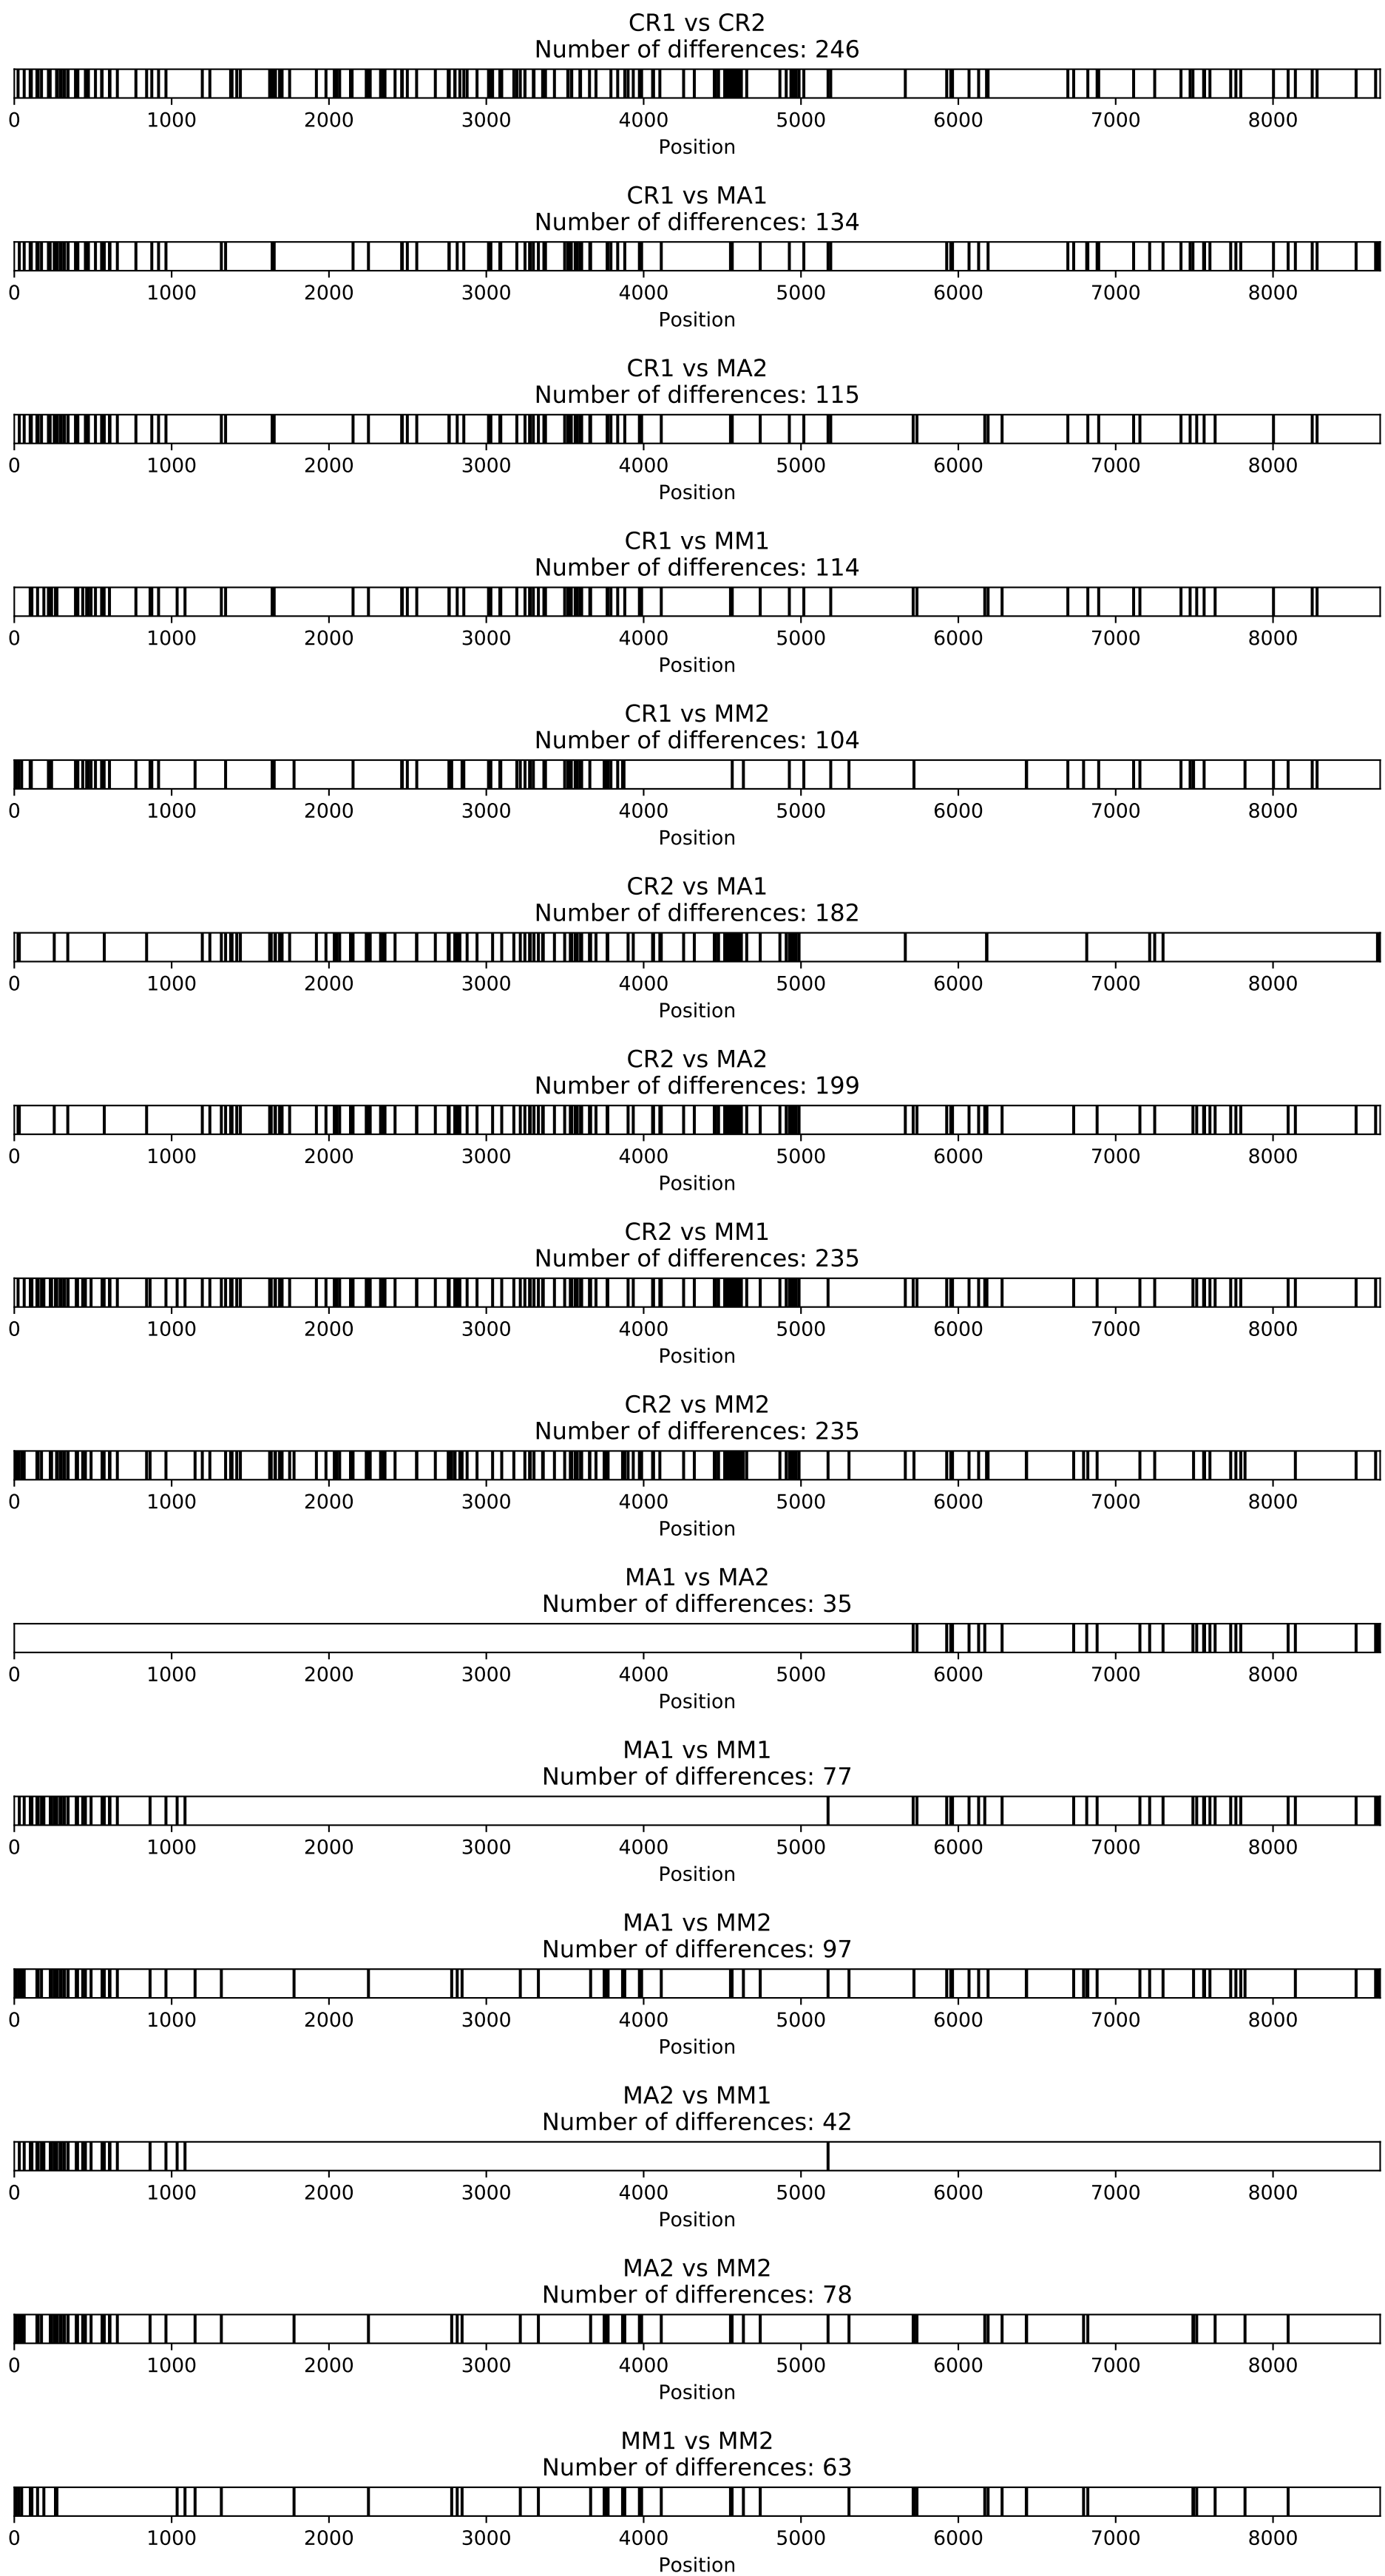 CR1 vs CR2
Number of differences: 246
0 1000 2000 3000 4000 5000 6000 7000 8000
Position
CR1 vs MA1
Number of differences: 134
0 1000 2000 3000 4000 5000 6000 7000 8000
Position
CR1 vs MA2
Number of differences: 115
0 1000 2000 3000 4000 5000 6000 7000 8000
Position
CR1 vs MM1
Number of differences: 114
0 1000 2000 3000 4000 5000 6000 7000 8000
Position
CR1 vs MM2
Number of differences: 104
0 1000 2000 3000 4000 5000 6000 7000 8000
Position
CR2 vs MA1
Number of differences: 182
0 1000 2000 3000 4000 5000 6000 7000 8000
Position
CR2 vs MA2
Number of differences: 199
0 1000 2000 3000 4000 5000 6000 7000 8000
Position
CR2 vs MM1
Number of differences: 235
0 1000 2000 3000 4000 5000 6000 7000 8000
Position
CR2 vs MM2
Number of differences: 235
0 1000 2000 3000 4000 5000 6000 7000 8000
Position
MA1 vs MA2
Number of differences: 35
0 1000 2000 3000 4000 5000 6000 7000 8000
Position
MA1 vs MM1
Number of differences: 77
0 1000 2000 3000 4000 5000 6000 7000 8000
Position
MA1 vs MM2
Number of differences: 97
0 1000 2000 3000 4000 5000 6000 7000 8000
Position
MA2 vs MM1
Number of differences: 42
0 1000 2000 3000 4000 5000 6000 7000 8000
Position
MA2 vs MM2
Number of differences: 78
0 1000 2000 3000 4000 5000 6000 7000 8000
Position
MM1 vs MM2
Number of differences: 63
0 1000 2000 3000 4000 5000 6000 7000 8000
Position